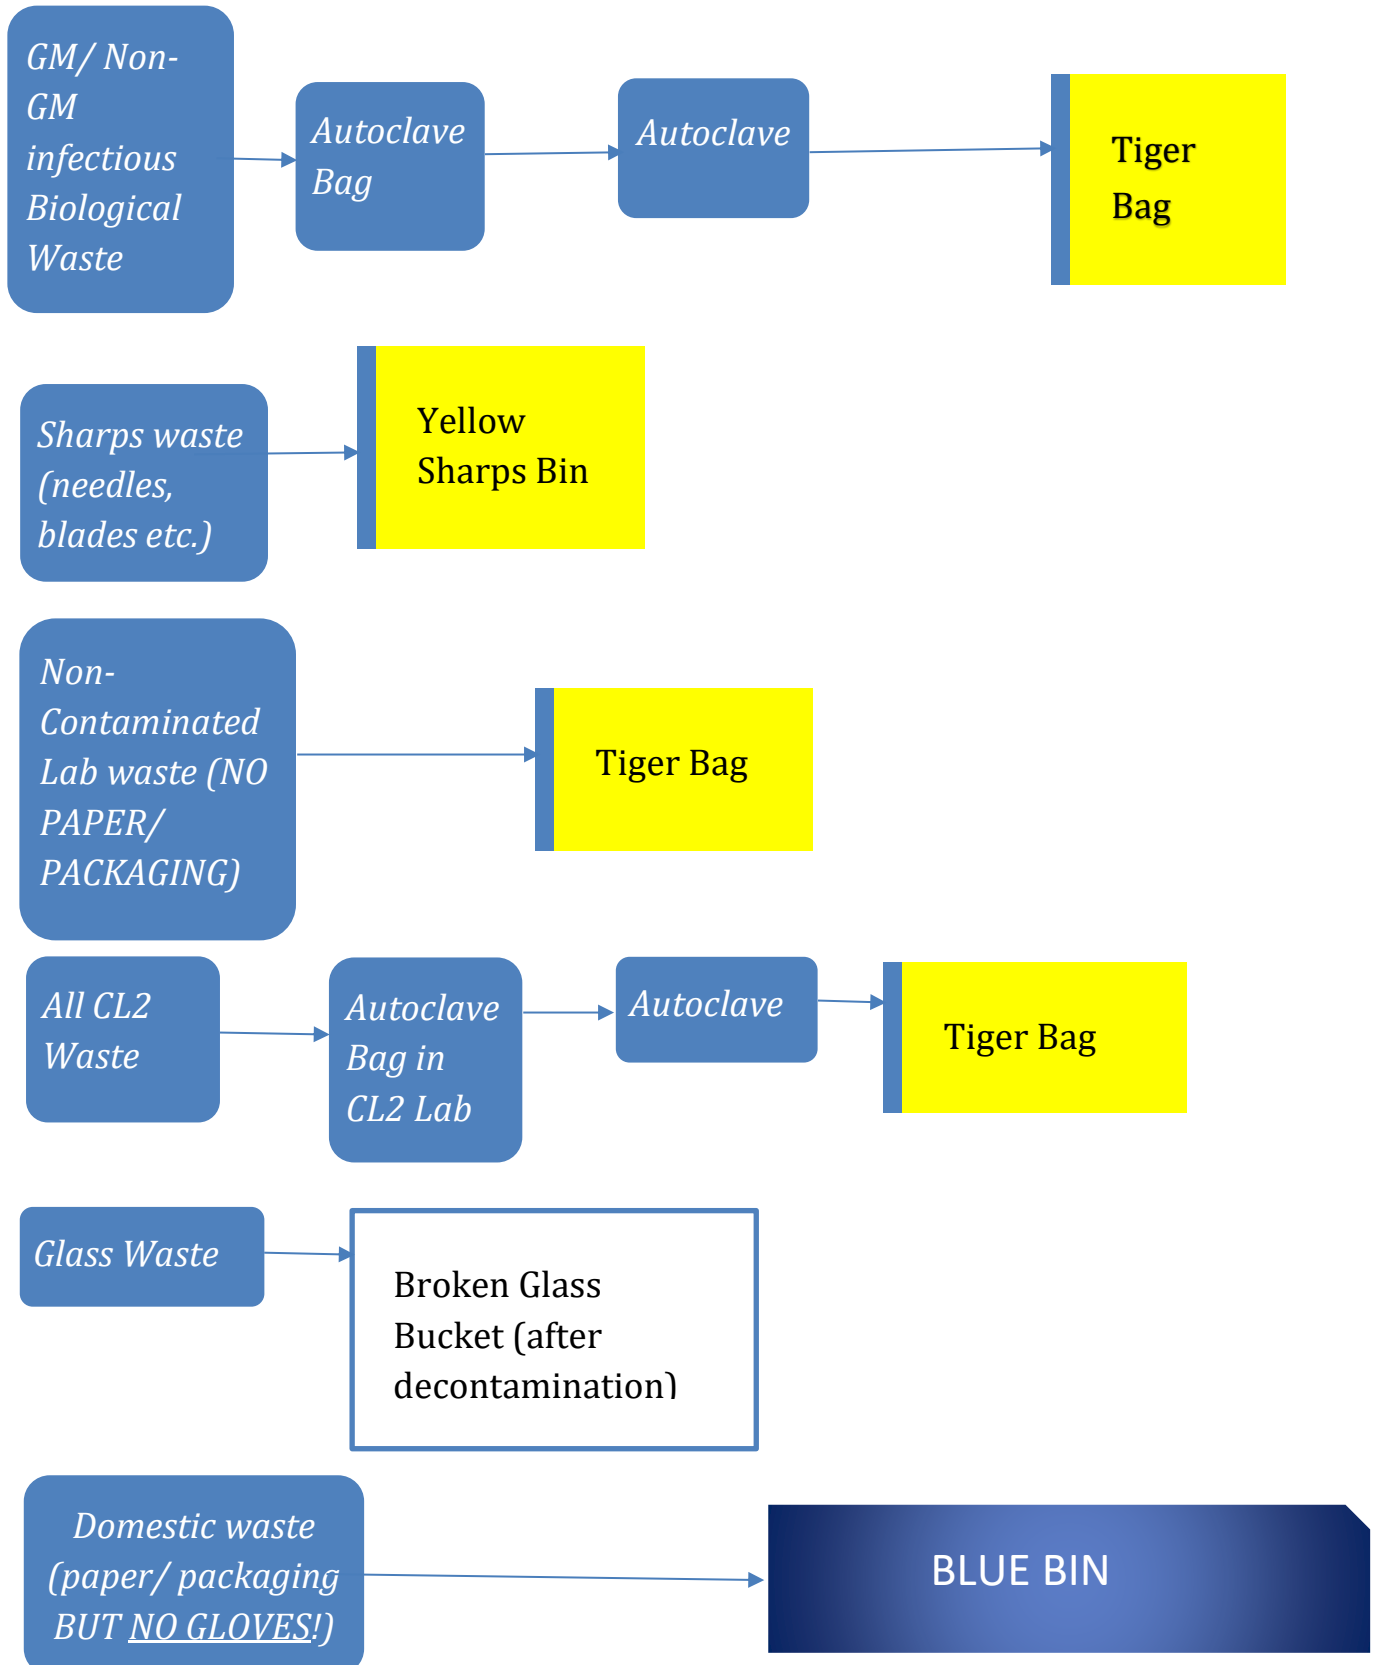 GM/ Non-
GM
infectious
Biological
Waste
Autoclave
Bag
Autoclave
Tiger
Bag
Sharps waste
(needles,
blades etc.)
Yellow
Sharps Bin
Non-
Contaminated
Lab waste (NO
PAPER/
PACKAGING)
Tiger Bag
All CL2
Waste
Autoclave
Bag in
CL2 Lab
Autoclave
Tiger Bag
Glass Waste
Broken Glass
Bucket (after
decontamination)
Domestic waste
(paper/ packaging
BUT NO GLOVES!)
BLUE BIN